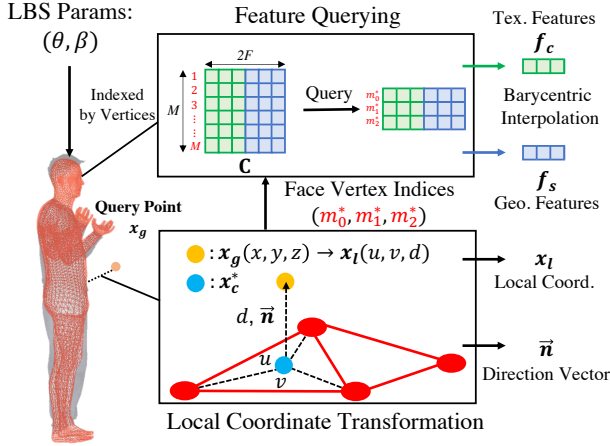 LBS Params:
(θ, β)
Feature Querying
Tex. Features
f_c
Indexed
by Vertices
2F
M
1
2
3
⋮
⋮
M
C
Query
m_0^*
m_1^*
m_2^*
Barycentric
Interpolation
f_s
Geo. Features
Face Vertex Indices
(m_0^*, m_1^*, m_2^*)
Query Point
x_g
: x_g(x, y, z) → x_l(u, v, d)
: x_c^*
d, n⃗
u
v
x_l
Local Coord.
n⃗
Direction Vector
Local Coordinate Transformation